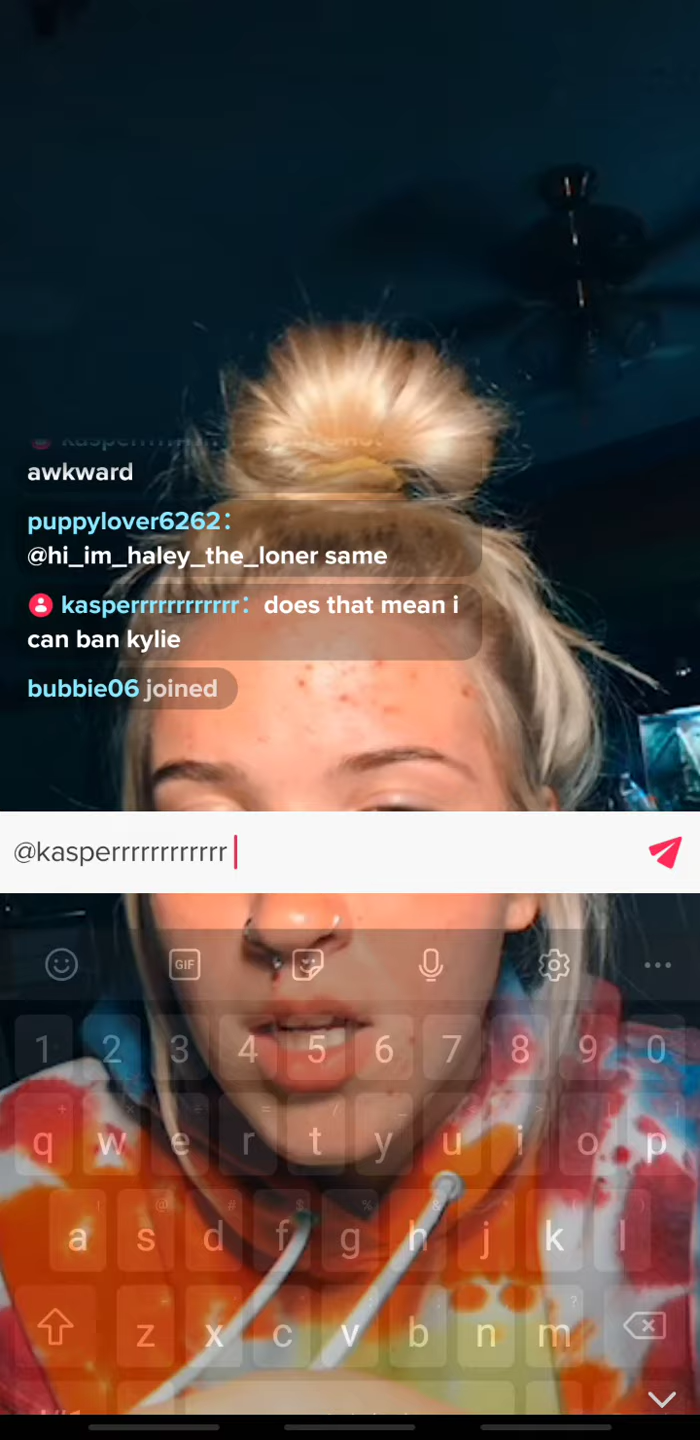 awkward
puppylover6262:
@hi_im_haley_the_loner same
kasperrrrrrrrrrrr: does that mean i
can ban kylie
bubbie06 joined
@kasperrrrrrrrrrrr
GIF
1 2 3 4 5 6 7 8 9 0
q w e r t y u i o p
a s d f g h j k l
z x c v b n m